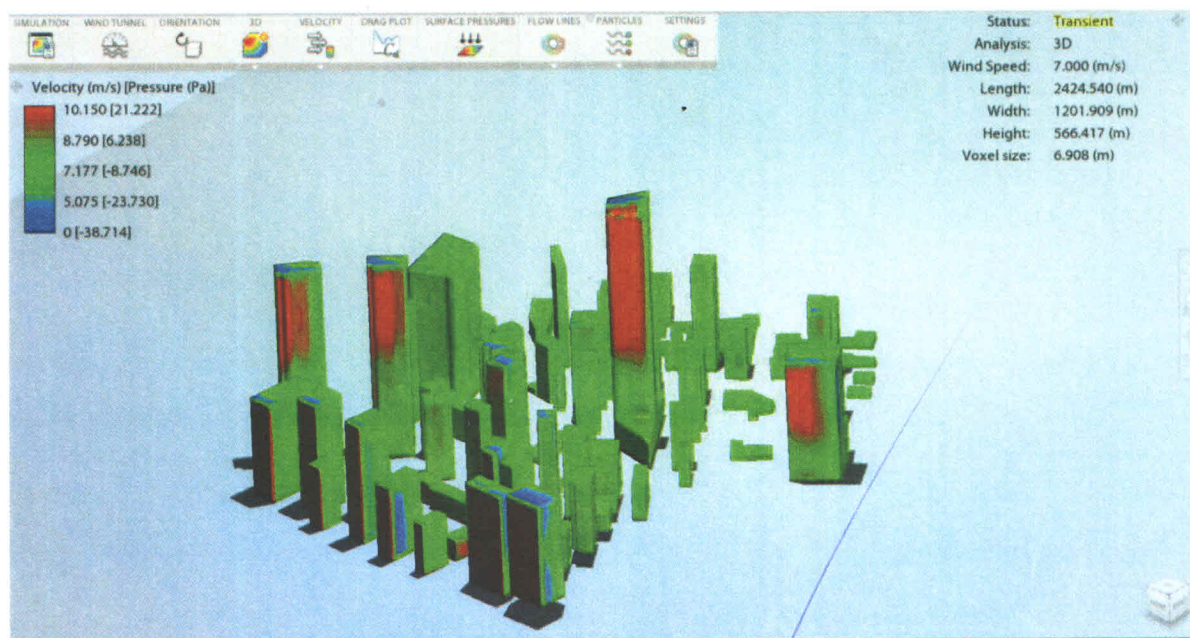 SIMULATION WIND TUNNEL ORIENTATION 3D VELOCITY DRAG PLOT SURFACE PRESSURES FLOW LINES PARTICLES SETTINGS
Velocity (m/s) [Pressure (Pa)]
10.150 [21.222]
8.790 [6.238]
7.177 [-8.746]
5.075 [-23.730]
0 [-38.714]
Status: Transient
Analysis: 3D
Wind Speed: 7.000 (m/s)
Length: 2424.540 (m)
Width: 1201.909 (m)
Height: 566.417 (m)
Voxel size: 6.908 (m)